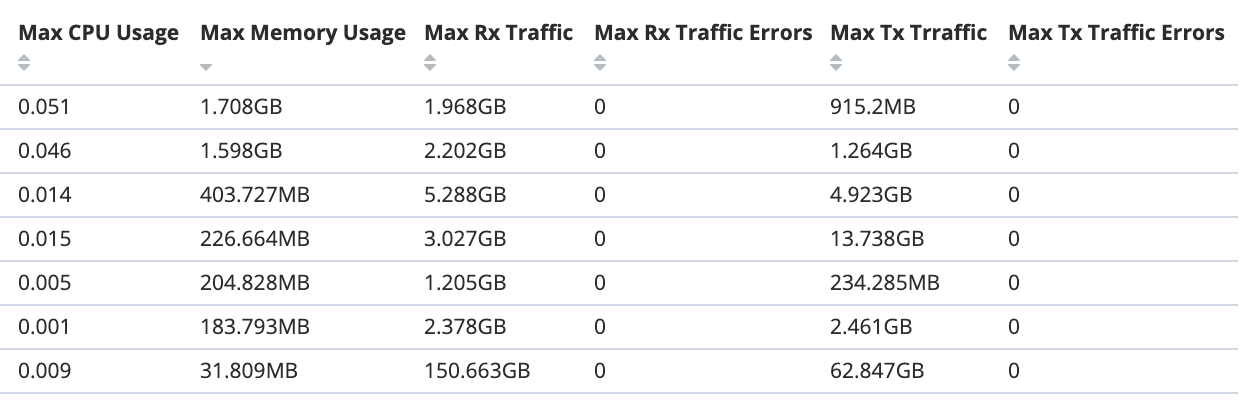 Max CPU Usage Max Memory Usage Max Rx Traffic Max Rx Traffic Errors Max Tx Trraffic Max Tx Traffic Errors
0.051 1.708GB 1.968GB 0 915.2MB 0
0.046 1.598GB 2.202GB 0 1.264GB 0
0.014 403.727MB 5.288GB 0 4.923GB 0
0.015 226.664MB 3.027GB 0 13.738GB 0
0.005 204.828MB 1.205GB 0 234.285MB 0
0.001 183.793MB 2.378GB 0 2.461GB 0
0.009 31.809MB 150.663GB 0 62.847GB 0